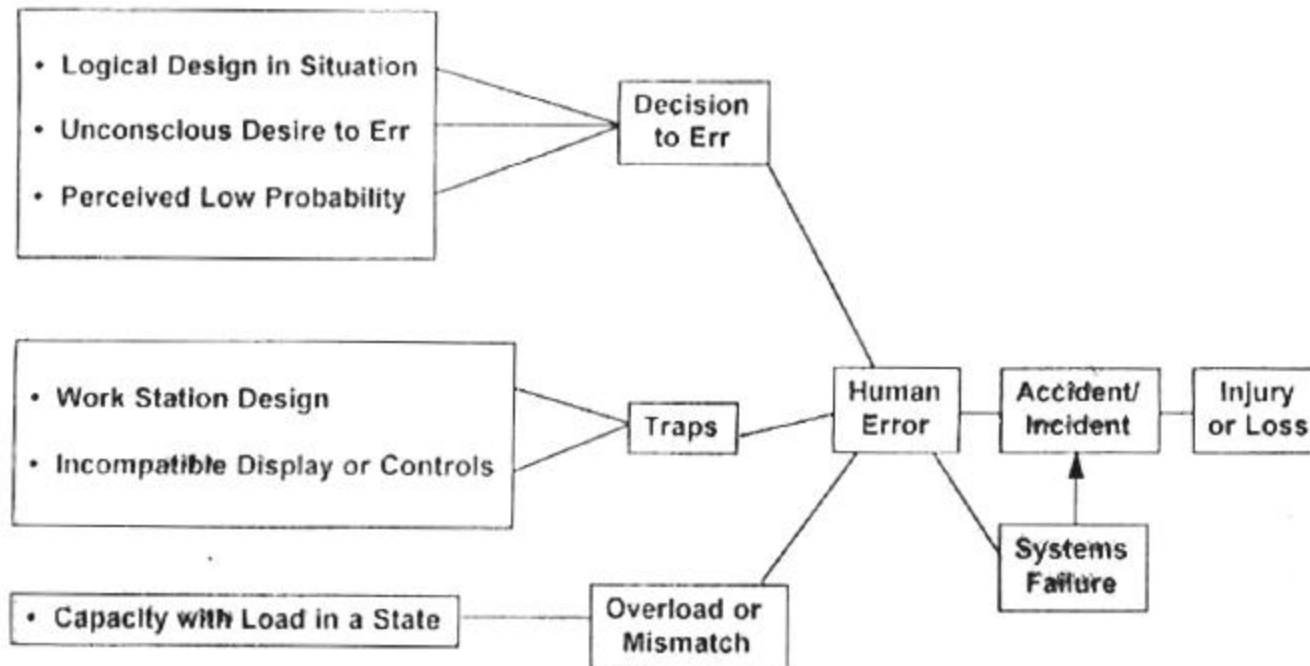 • Logical Design in Situation
• Unconscious Desire to Err
• Perceived Low Probability
Decision
to Err
• Work Station Design
• Incompatible Display or Controls
Traps
Human
Error
Accident/
Incident
Injury
or Loss
Systems
Failure
• Capacity with Load in a State
Overload or
Mismatch